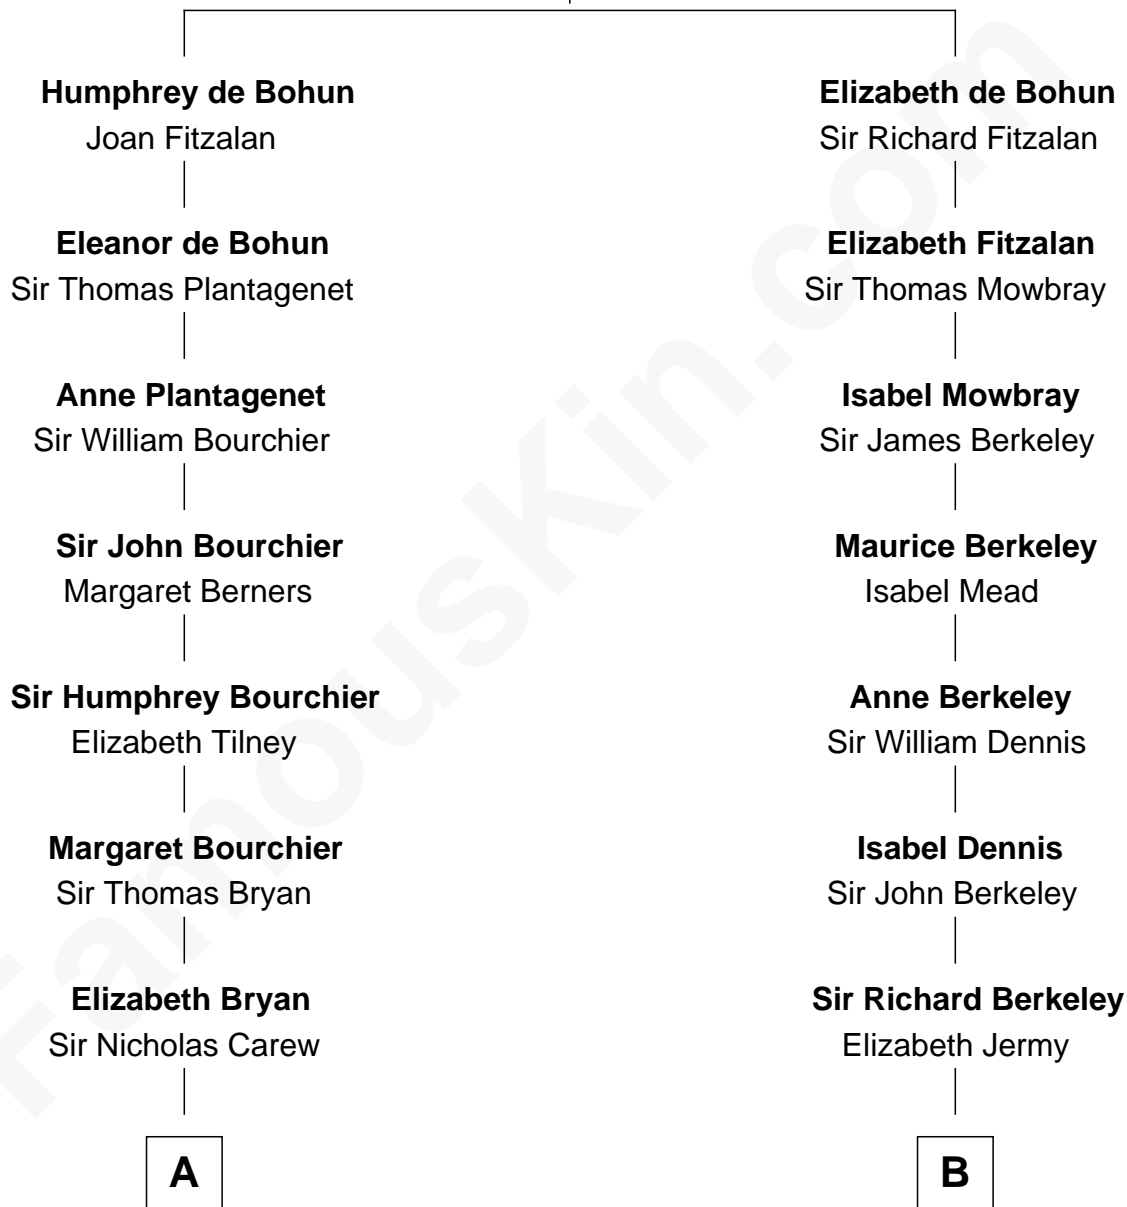 Humphrey de Bohun
Joan Fitzalan
Eleanor de Bohun
Sir Thomas Plantagenet
Anne Plantagenet
Sir William Bourchier
Sir John Bourchier
Margaret Berners
Sir Humphrey Bourchier
Elizabeth Tilney
Margaret Bourchier
Sir Thomas Bryan
Elizabeth Bryan
Sir Nicholas Carew
A
Elizabeth de Bohun
Sir Richard Fitzalan
Elizabeth Fitzalan
Sir Thomas Mowbray
Isabel Mowbray
Sir James Berkeley
Maurice Berkeley
Isabel Mead
Anne Berkeley
Sir William Dennis
Isabel Dennis
Sir John Berkeley
Sir Richard Berkeley
Elizabeth Jermy
B
FamousKin.com